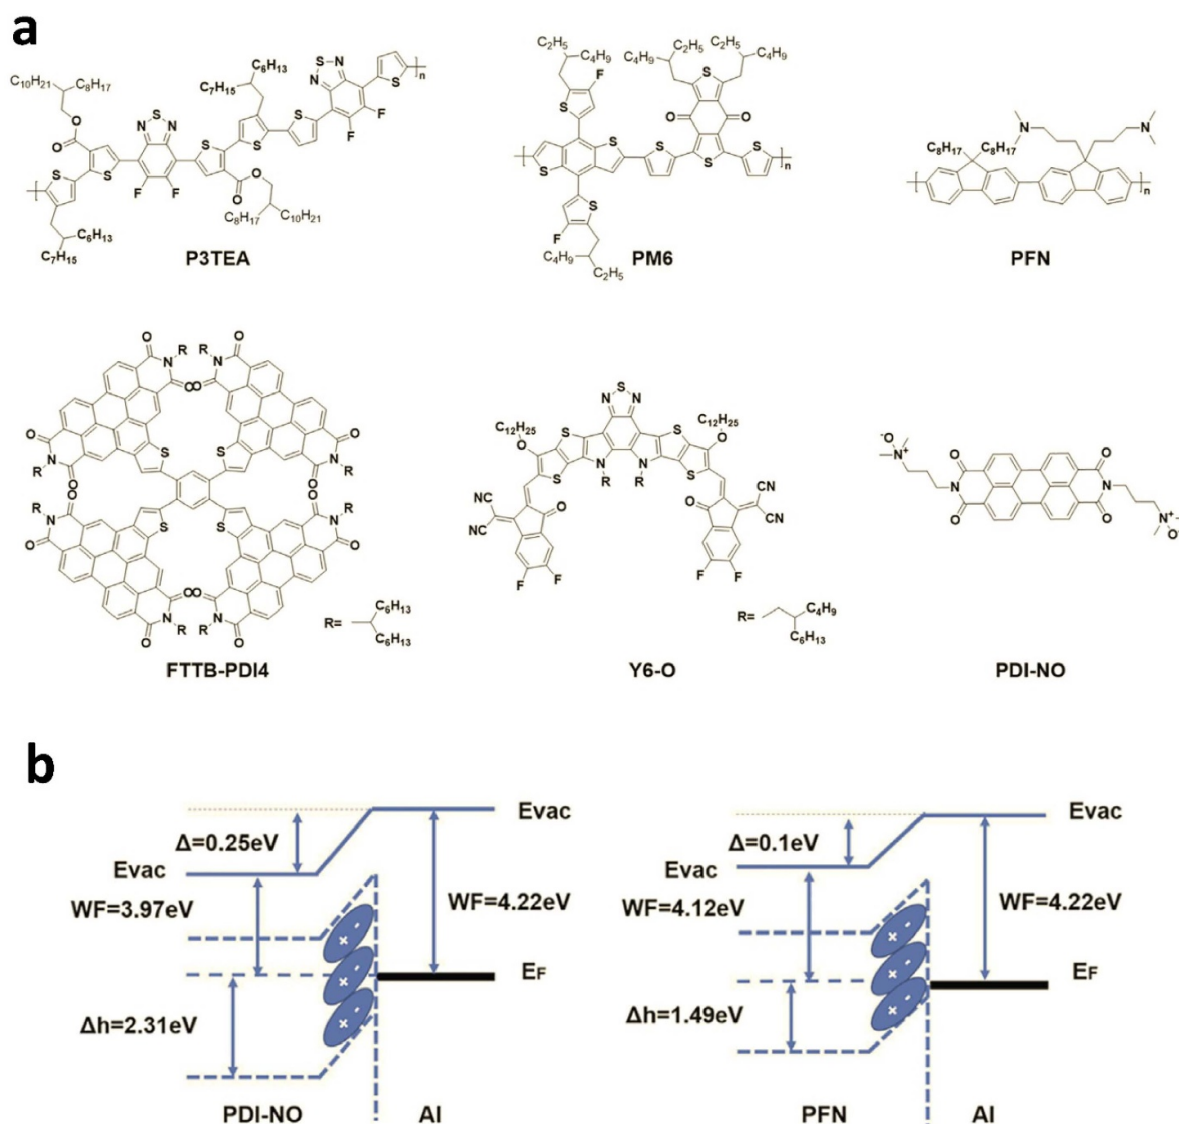 a
C10H21
C8H17
O
O
C7H15
C6H13
S
N
N
F
F
S
S
S
S
N
S
N
F
F
S
n
S
S
O
O
C8H17
C10H21
C6H13
C7H15
P3TEA
C2H5
C4H9
F
S
C4H9
C2H5
C2H5
C4H9
S
O
O
S
S
S
S
S
n
S
F
C4H9
C2H5
PM6
N
N
C8H17
C8H17
n
PFN
O
R
N
O
O
R
N
O
O
N
R
O
S
S
O
N
R
O
O
R
N
O
S
S
O
N
R
O
O
N
R
O
O
N
R
O
R=
C6H13
C6H13
FTTB-PDI4
S
N
N
C12H25
O
S
S
C12H25
O
S
N
R
N
R
S
NC
NC
O
O
CN
CN
F
F
F
F
R=
C4H9
C6H13
Y6-O
-O
N+
O
N
O
O
N
O
N+
O-
PDI-NO
b
Evac
Δ=0.25eV
Evac
WF=3.97eV
WF=4.22eV
EF
Δh=2.31eV
PDI-NO
Al
Evac
Δ=0.1eV
Evac
WF=4.12eV
WF=4.22eV
EF
Δh=1.49eV
PFN
Al